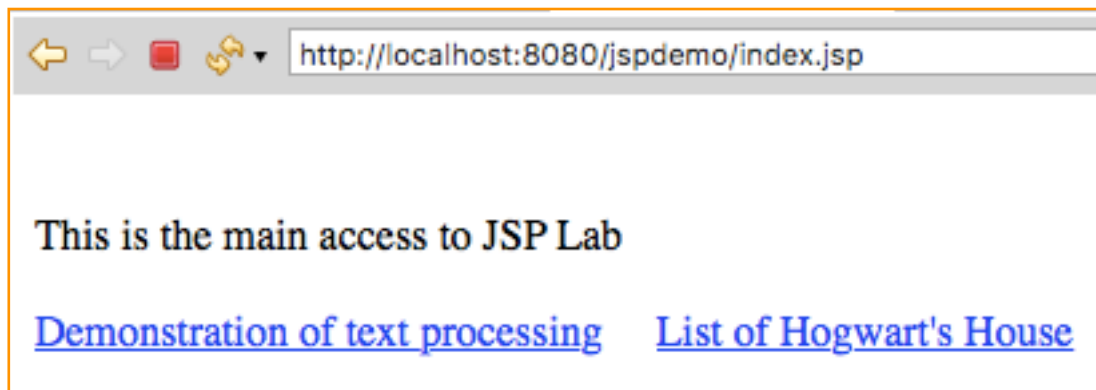 http://localhost:8080/jspdemo/index.jsp
This is the main access to JSP Lab
Demonstration of text processing List of Hogwart's House